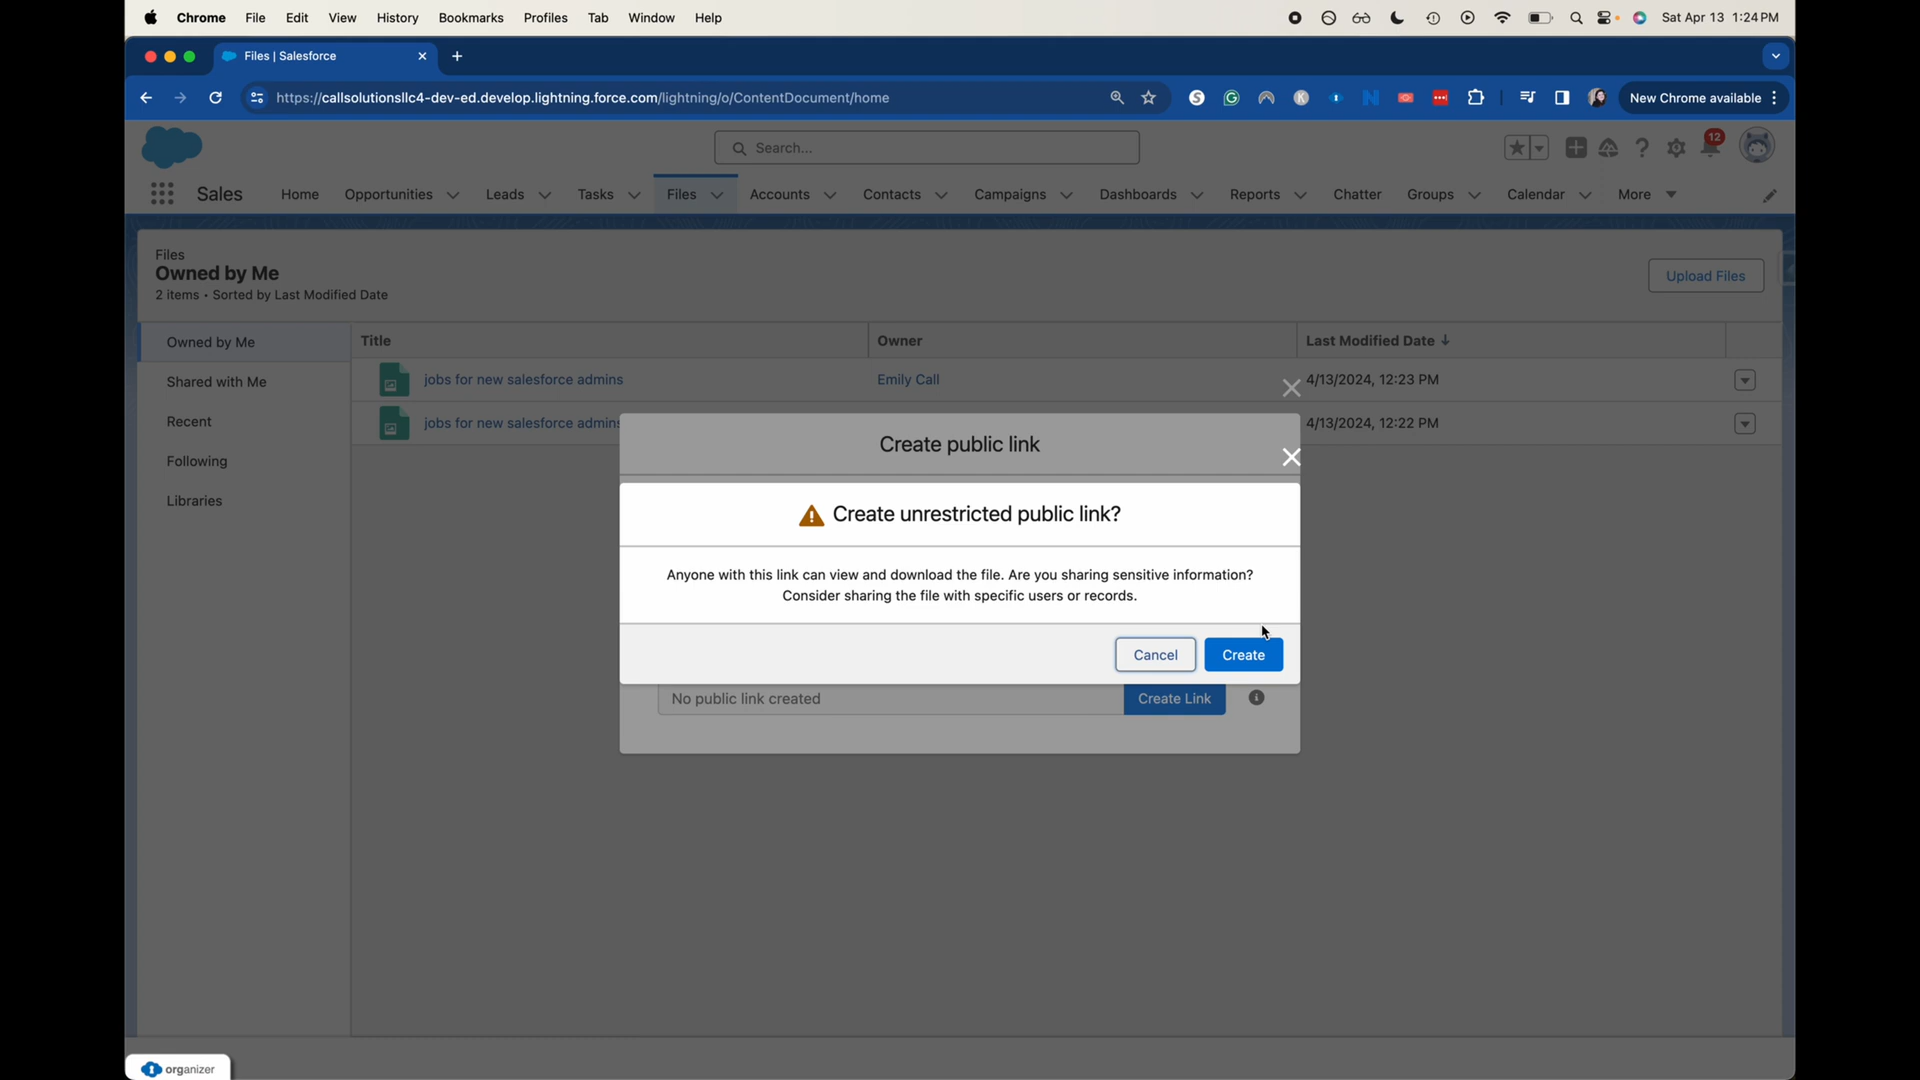 Chrome File Edit View History Bookmarks Profiles Tab Window Help Sat Apr 13 1:24 PM
Files | Salesforce
https://callsolutionsllc4-dev-ed.develop.lightning.force.com/lightning/o/ContentDocument/home New Chrome available
Search... 12
Sales Home Opportunities Leads Tasks Files Accounts Contacts Campaigns Dashboards Reports Chatter Groups Calendar More
Files
Owned by Me
2 items • Sorted by Last Modified Date
Upload Files
Owned by Me
Shared with Me
Recent
Following
Libraries
Title Owner Last Modified Date
jobs for new salesforce admins Emily Call 4/13/2024, 12:23 PM
jobs for new salesforce admins 4/13/2024, 12:22 PM
Create public link
Create unrestricted public link?
Anyone with this link can view and download the file. Are you sharing sensitive information?
Consider sharing the file with specific users or records.
Cancel Create
No public link created Create Link
organizer